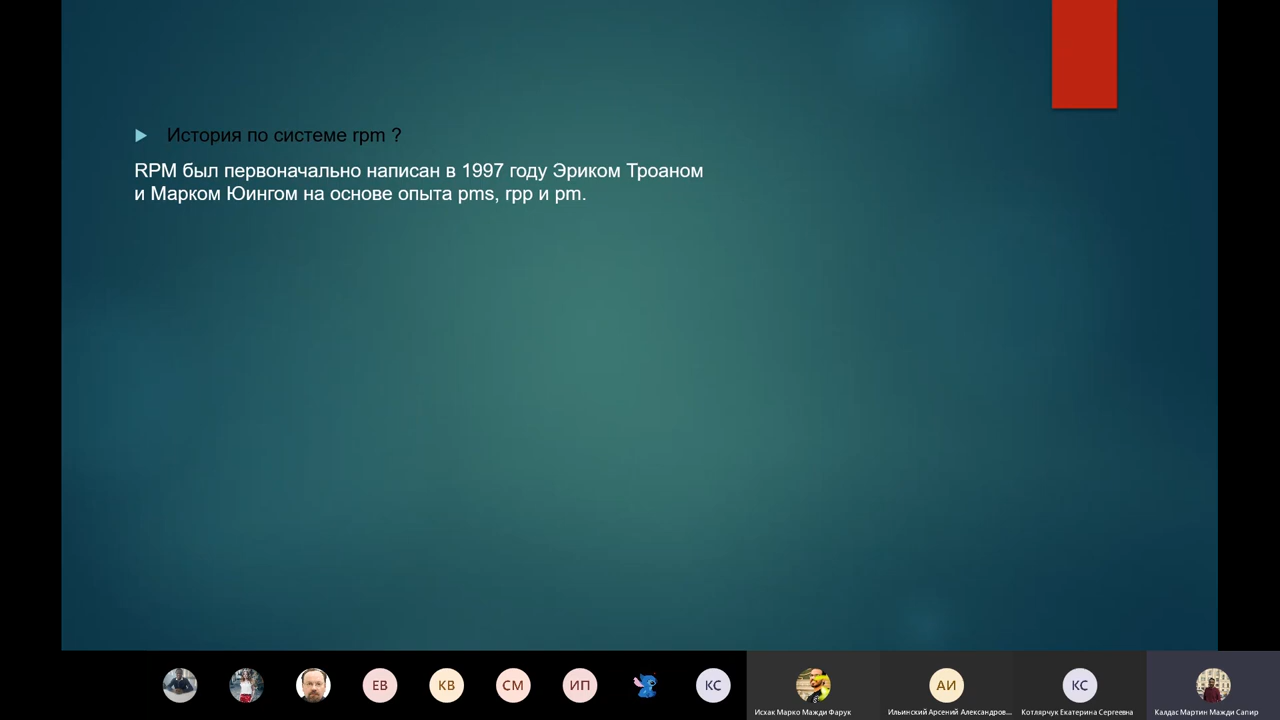 История по системе rpm ?
RPM был первоначально написан в 1997 году Эриком Троаном
и Марком Юингом на основе опыта pms, rpp и pm.
ЕВ
КВ
СМ
ИП
КС
АИ
КС
Исхак Марко Мажди Фарук
Ильинский Арсений Александров...
Котлярчук Екатерина Сергеевна
Калдас Мартин Мажди Сапир